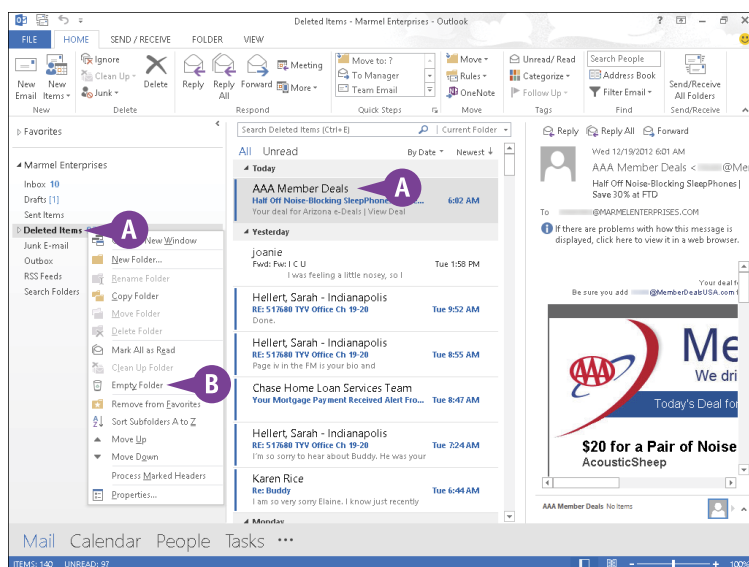 Deleted Items - Marmel Enterprises - Outlook
FILE HOME SEND / RECEIVE FOLDER VIEW
New Email
New Items
New
Ignore
Clean Up
Junk
Delete
Delete
Reply
Reply All
Forward
Meeting
More
Respond
Move to: ?
To Manager
Team Email
Quick Steps
Move
Rules
OneNote
Move
Unread/ Read
Categorize
Follow Up
Tags
Search People
Address Book
Filter Email
Find
Send/Receive All Folders
Send/Receive
Favorites
Marmel Enterprises
Inbox 10
Drafts [1]
Sent Items
Deleted Items
A
Junk E-mail
Outbox
RSS Feeds
Search Folders
New Window
New Folder...
Rename Folder
Copy Folder
Move Folder
Delete Folder
Mark All as Read
Clean Up Folder
Empty Folder
B
Remove from Favorites
Sort Subfolders A to Z
Move Up
Move Down
Process Marked Headers
Properties...
Search Deleted Items (Ctrl+E) Current Folder
All Unread By Date Newest
Today
AAA Member Deals
A
Half Off Noise-Blocking SleepPhones... 6:02 AM
Your deal for Arizona e-Deals | View Deal
Yesterday
joanie
Fwd: Fw: I C U Tue 1:58 PM
I was feeling a little nosey, so I
Hellert, Sarah - Indianapolis
RE: 517680 TYV Office Ch 19-20 Tue 9:52 AM
Done.
Hellert, Sarah - Indianapolis
RE: 517680 TYV Office Ch 19-20 Tue 8:55 AM
Page iv in the FM is your bio and
Chase Home Loan Services Team
Your Mortgage Payment Received Alert Fro... Tue 8:47 AM
Hellert, Sarah - Indianapolis
RE: 517680 TYV Office Ch 19-20 Tue 7:24 AM
I'm so sorry to hear about Buddy. He was your
Karen Rice
Re: Buddy Tue 6:44 AM
I am so very sorry Elaine. I know just recently
Monday
Reply Reply All Forward
Wed 12/19/2012 6:01 AM
AAA Member Deals < @Me
Half Off Noise-Blocking SleepPhones |
Save 30% at FTD
To @MARMELENTERPRISES.COM
If there are problems with how this message is
displayed, click here to view it in a web browser.
Your deal f
Be sure you add @MemberDealsUSA.com
AAA
Me
We dri
Today's Deal for
$20 for a Pair of Noise
AcousticSheep
AAA Member Deals No Items
Mail Calendar People Tasks •••
ITEMS: 140 UNREAD: 97 100%